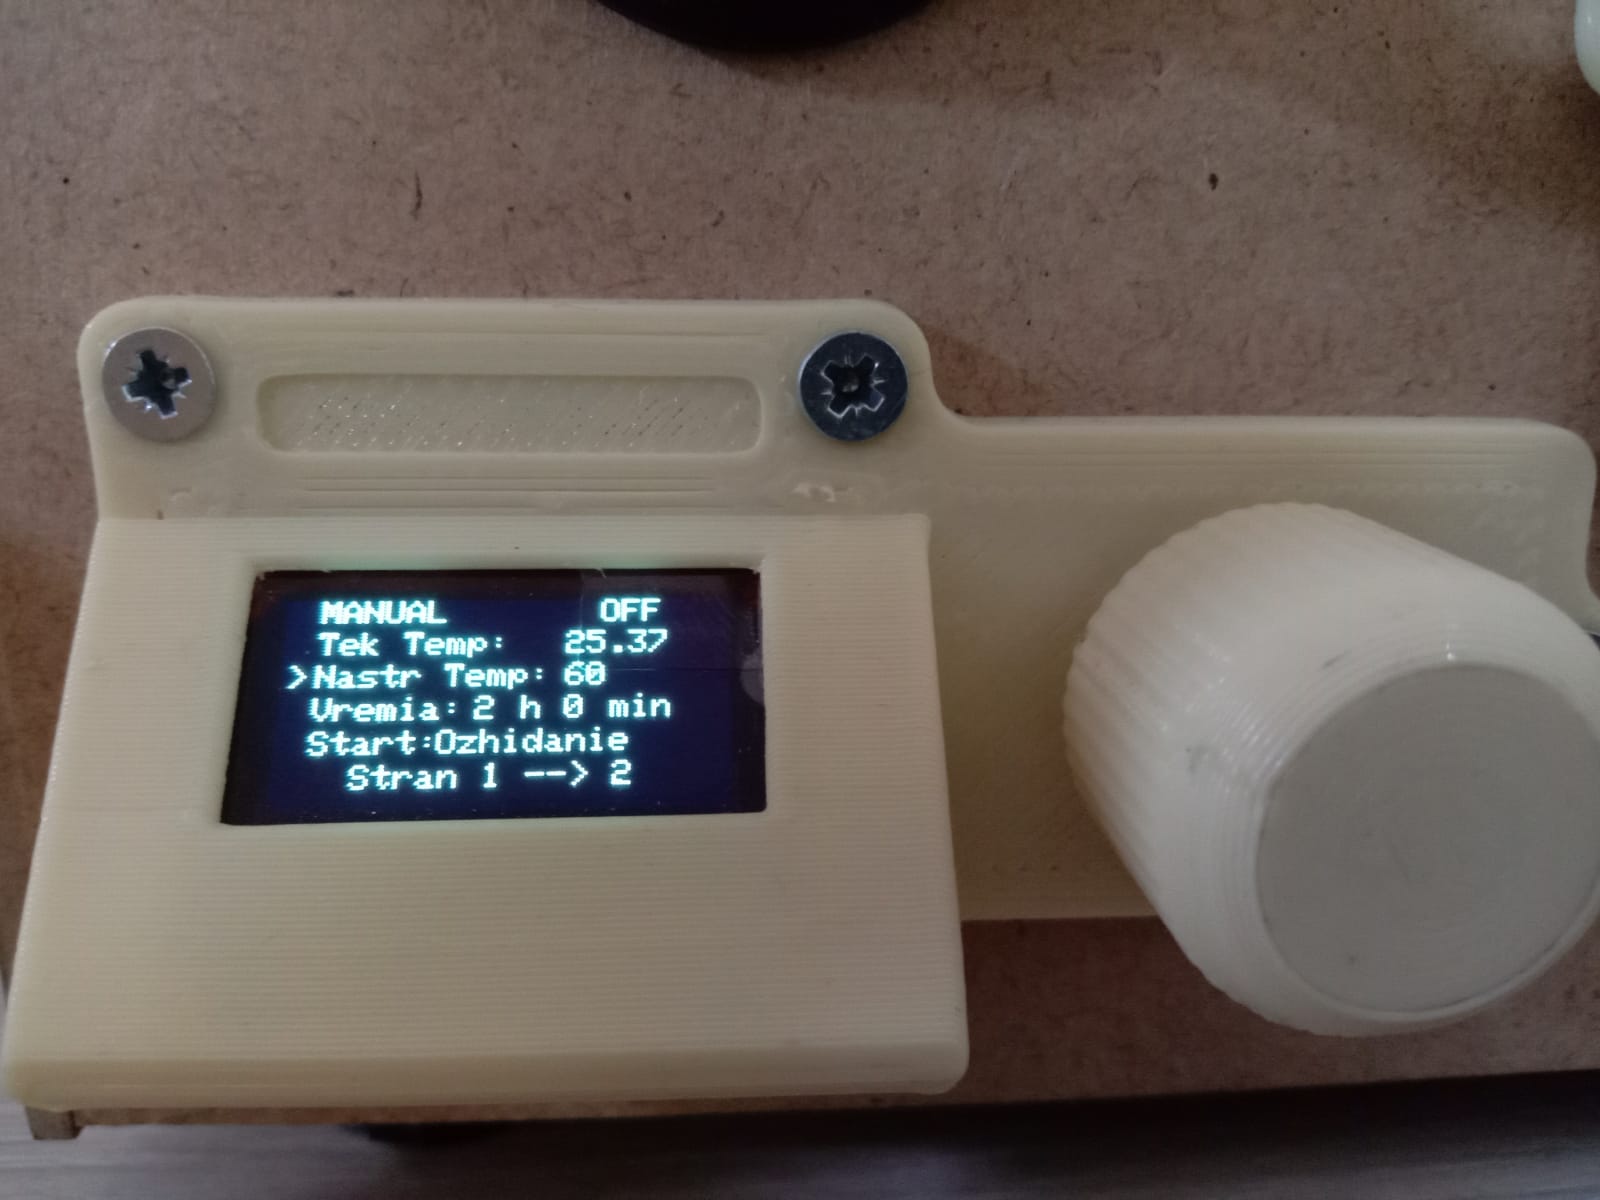 MANUAL OFF
Tek Temp: 25.37
>Nastr Temp: 60
Vremia: 2 h 0 min
Start:Ozhidanie
Stran 1 --> 2